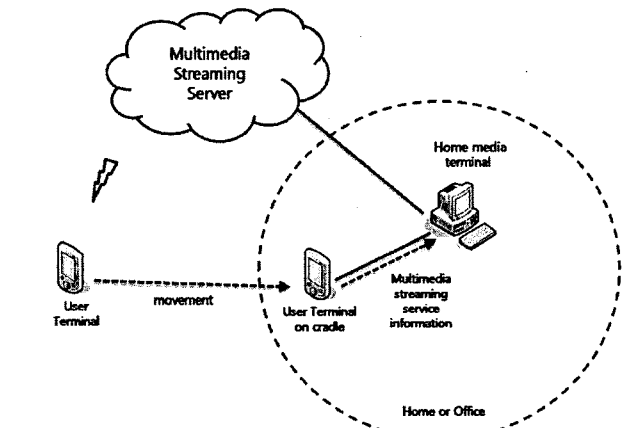 Multimedia
Streaming
Server
Home media
terminal
User
Terminal
movement
User Terminal
on cradle
Multimedia
streaming
service
information
Home or Office